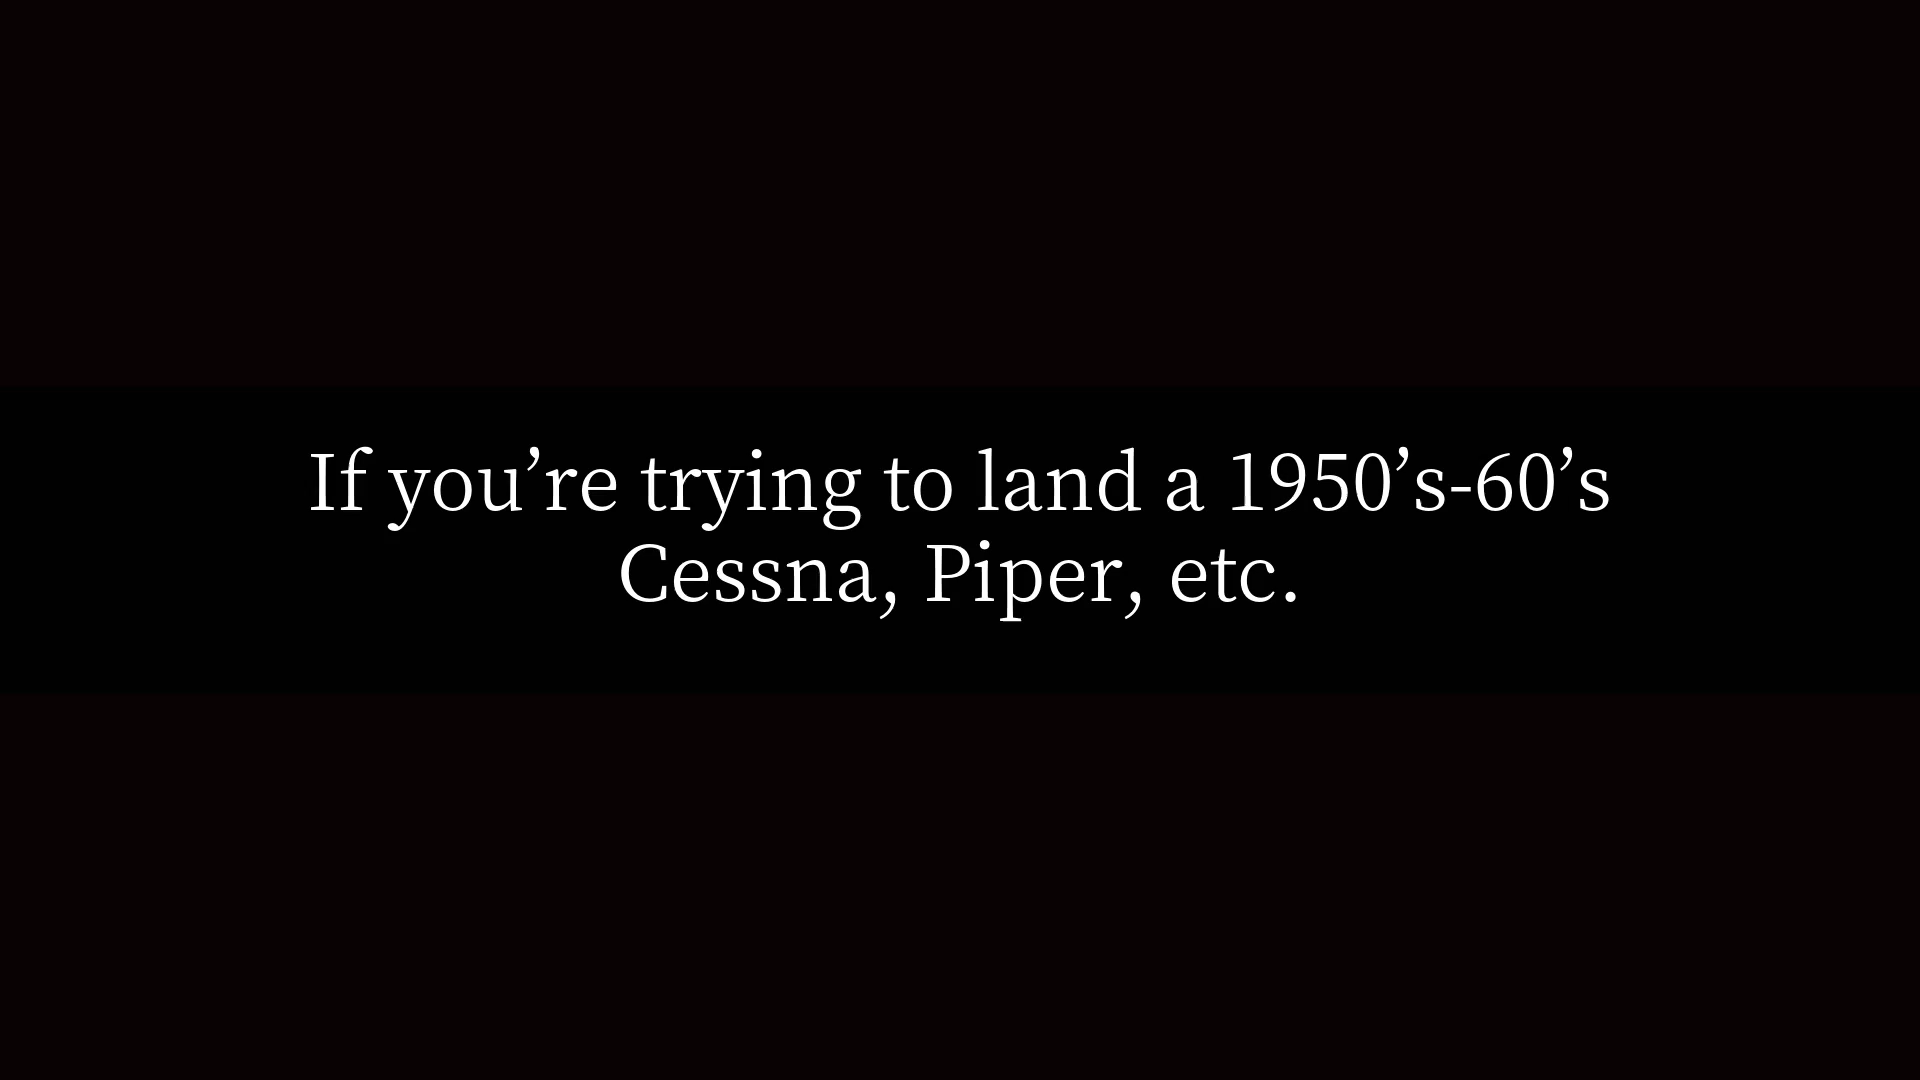 If you’re trying to land a 1950’s-60’s
Cessna, Piper, etc.